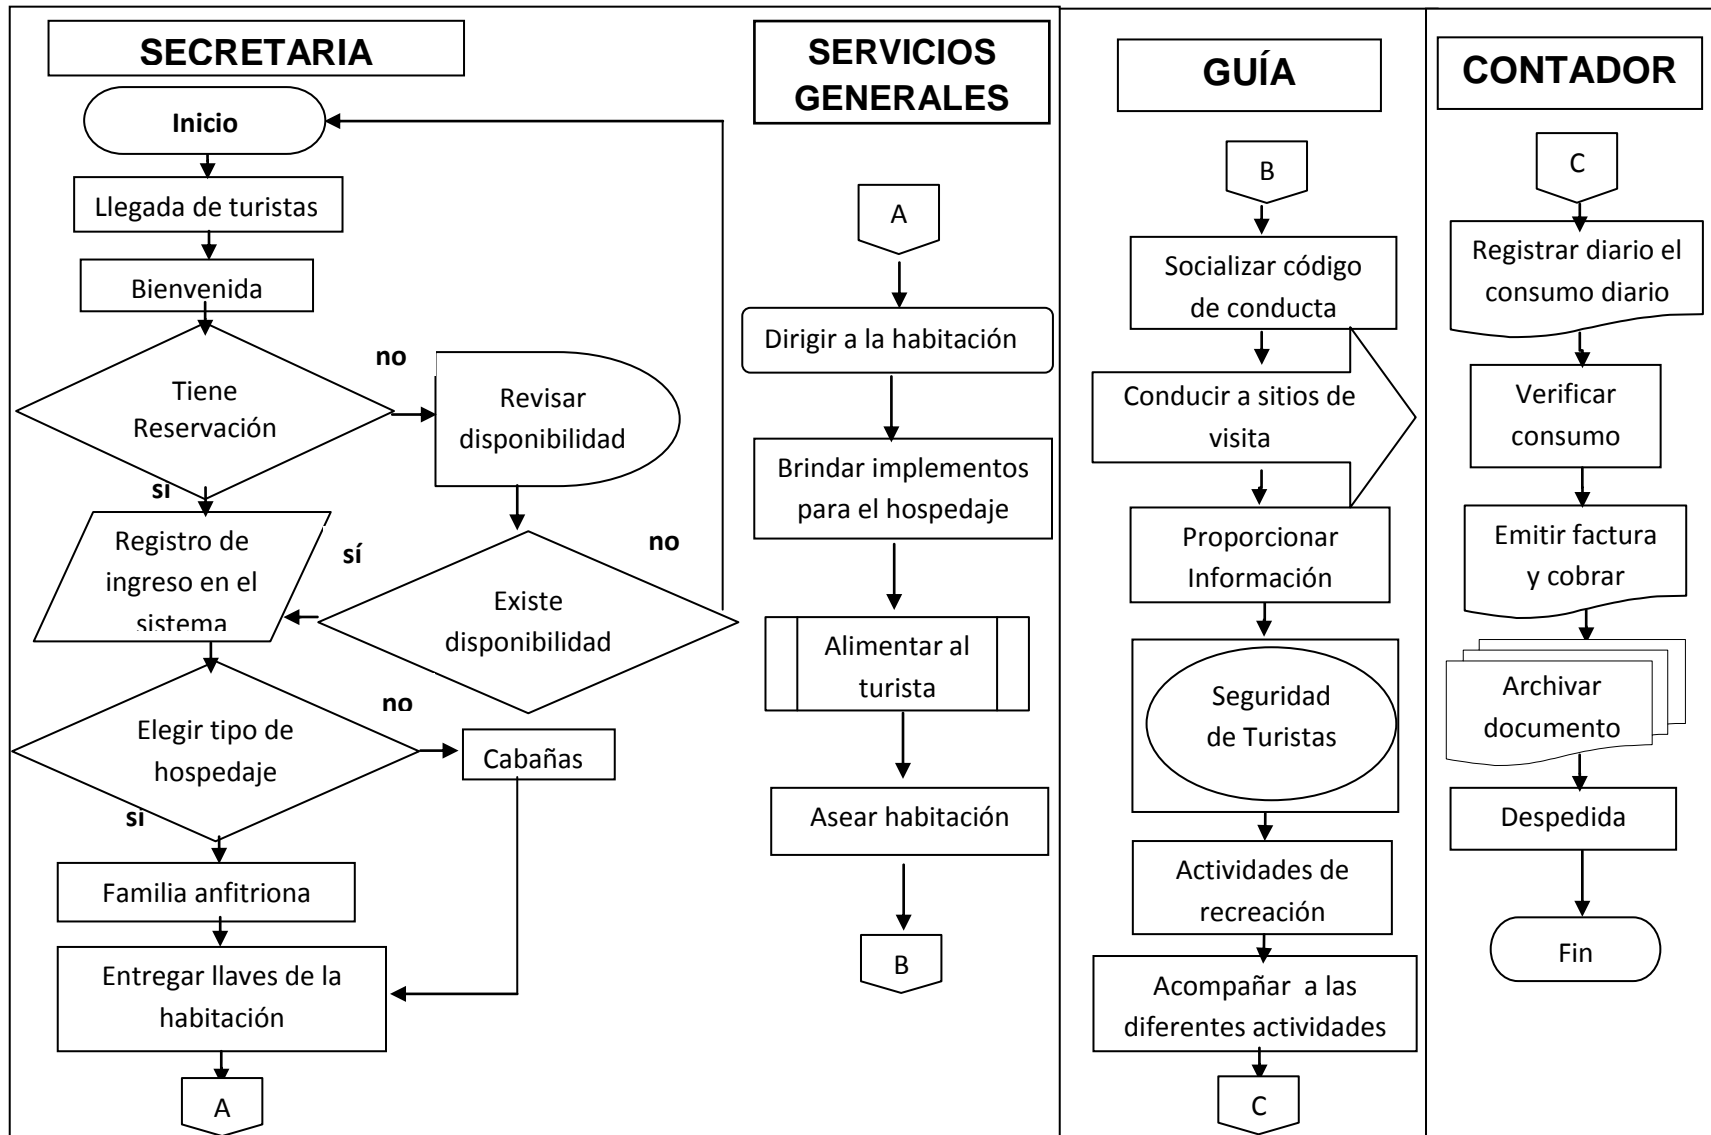 SECRETARIA
Inicio
Llegada de turistas
Bienvenida
Tiene
Reservación
no
Revisar
disponibilidad
si
Registro de
ingreso en el
sistema
sí
Existe
disponibilidad
no
Elegir tipo de
hospedaje
no
Cabañas
si
Familia anfitriona
Entregar llaves de la
habitación
A
SERVICIOS
GENERALES
A
Dirigir a la habitación
Brindar implementos
para el hospedaje
Alimentar al
turista
Asear habitación
B
GUÍA
B
Socializar código
de conducta
Conducir a sitios de
visita
Proporcionar
Información
Seguridad
de Turistas
Actividades de
recreación
Acompañar a las
diferentes actividades
C
CONTADOR
C
Registrar diario el
consumo diario
Verificar
consumo
Emitir factura
y cobrar
Archivar
documento
Despedida
Fin